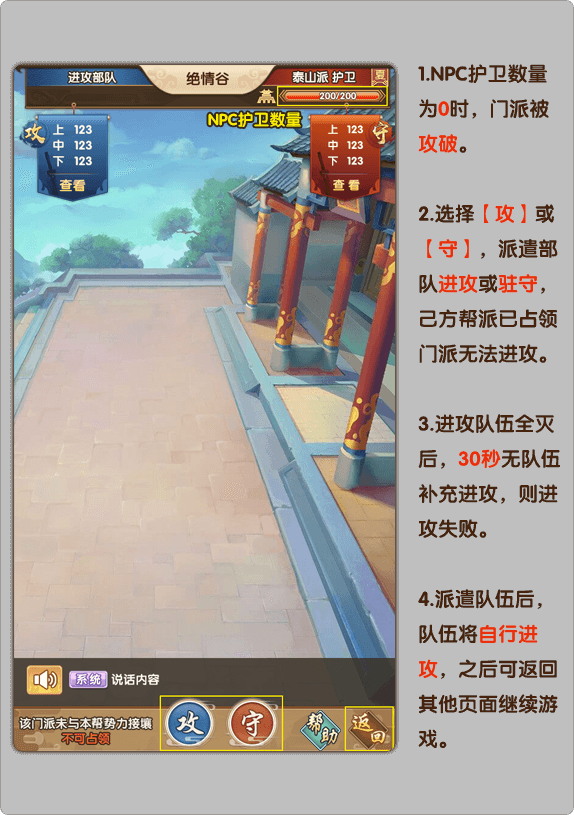 进攻部队
绝情谷
泰山派 护卫
夏
200/200
NPC护卫数量
攻
上 123
中 123
下 123
查看
上 123
中 123
下 123
查看
守
系统 说话内容
该门派未与本帮势力接壤
不可占领
攻
守
帮助
返回
1.NPC护卫数量
为0时，门派被
攻破。
2.选择【攻】或
【守】，派遣部
队进攻或驻守，
己方帮派已占领
门派无法进攻。
3.进攻队伍全灭
后，30秒无队伍
补充进攻，则进
攻失败。
4.派遣队伍后，
队伍将自行进
攻，之后可返回
其他页面继续游
戏。